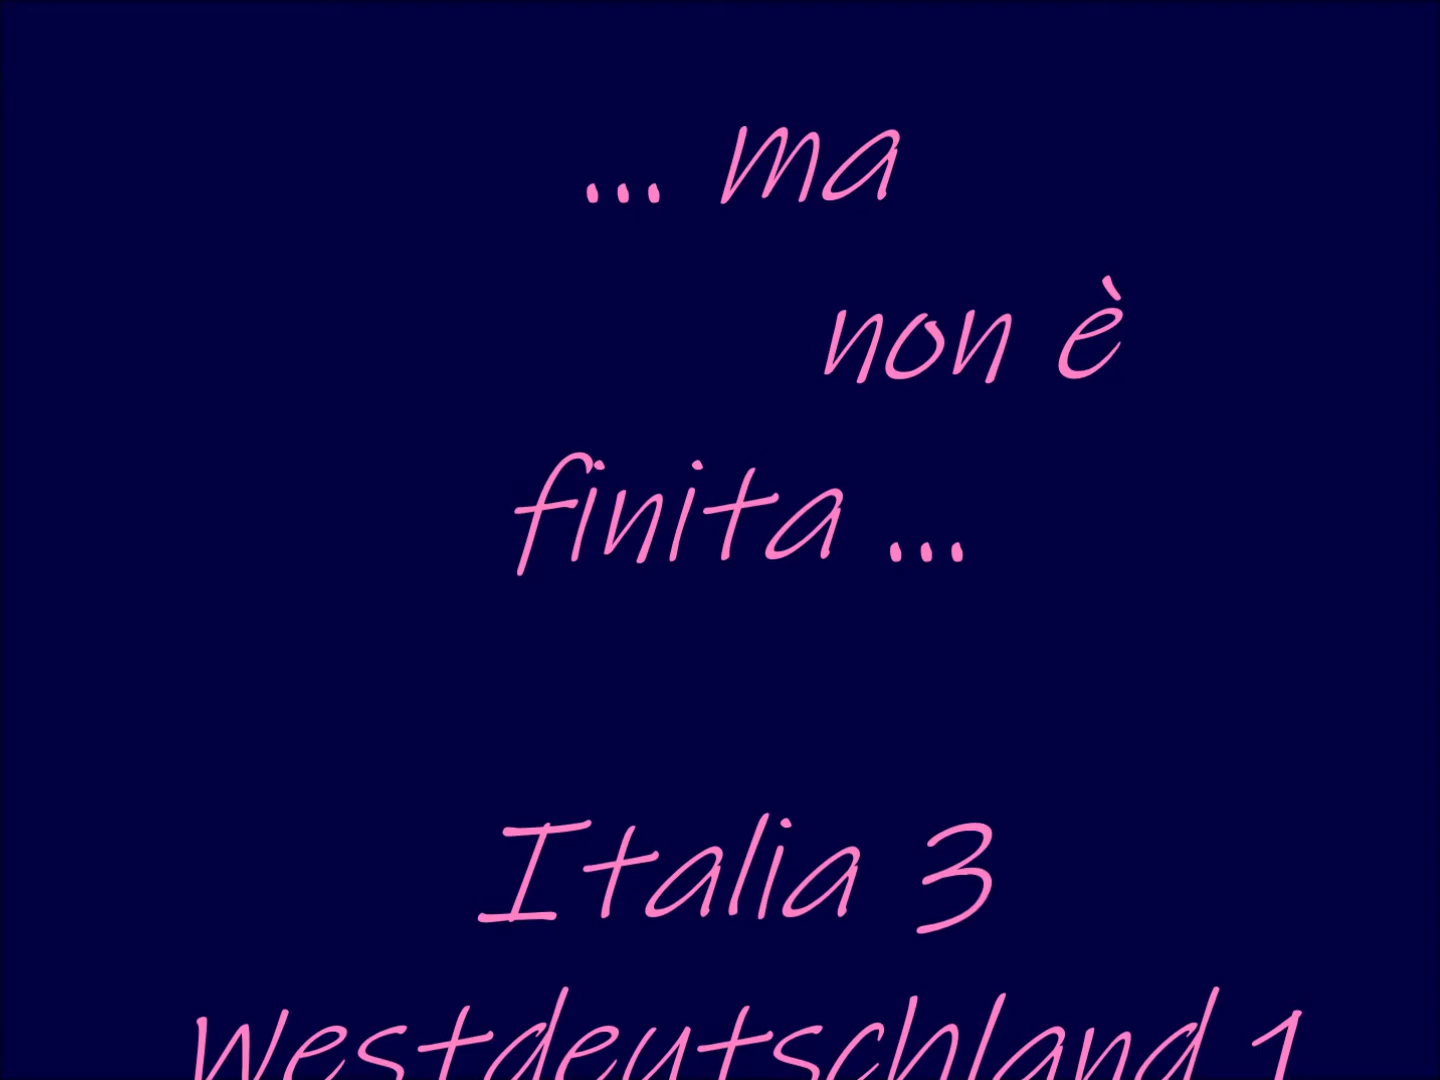 ... ma
non è
finita ...
Italia 3
Westdeutschland 1